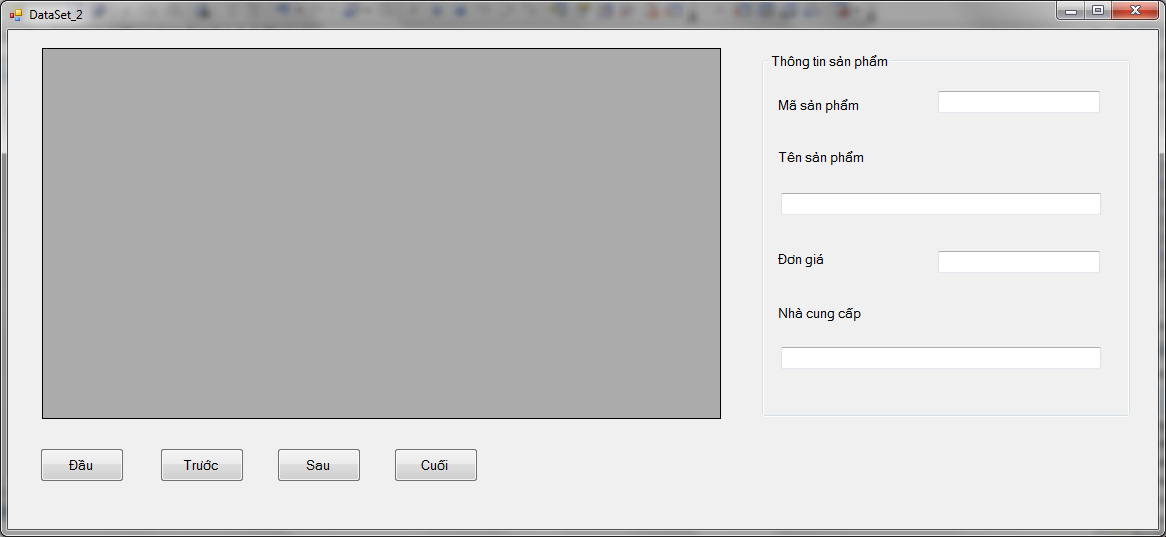 DataSet_2
Thông tin sản phẩm
Mã sản phẩm
Tên sản phẩm
Đơn giá
Nhà cung cấp
Đầu
Trước
Sau
Cuối